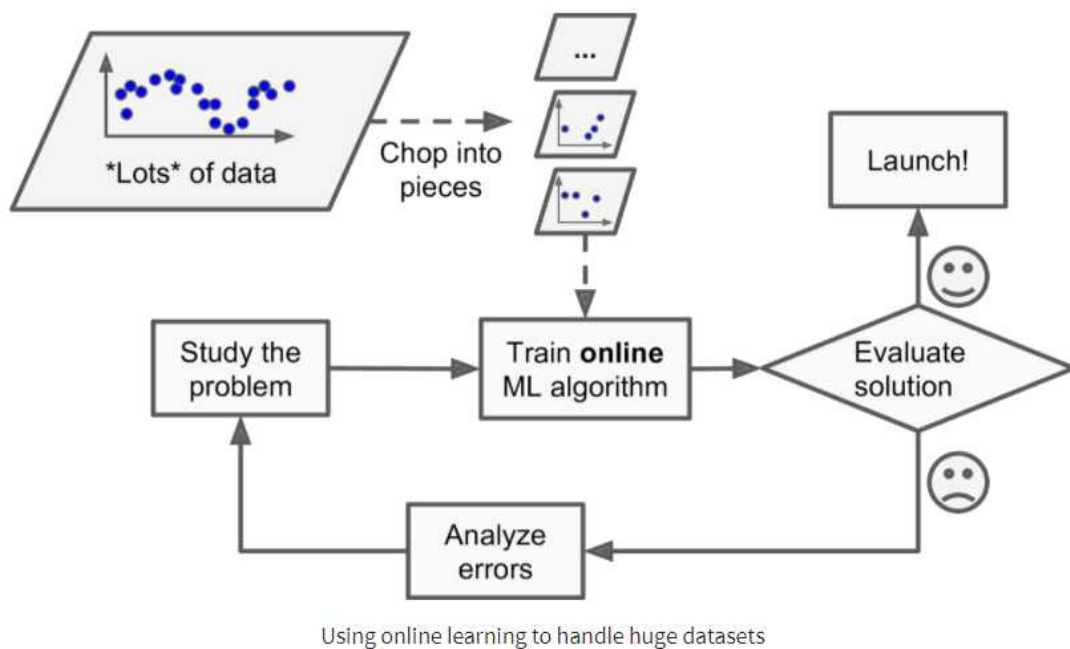 ...
*Lots* of data
Chop into
pieces
Launch!
Study the
problem
Train online
ML algorithm
Evaluate
solution
Analyze
errors
Using online learning to handle huge datasets